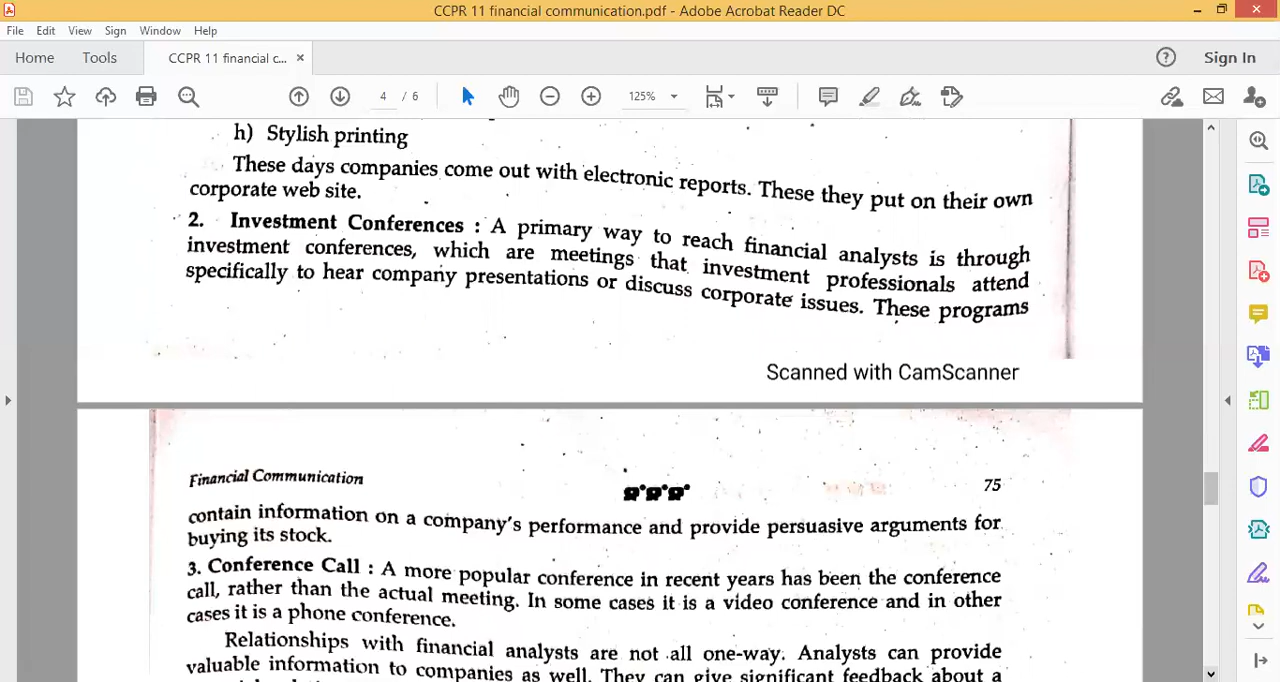 CCPR 11 financial communication.pdf - Adobe Acrobat Reader DC
File Edit View Sign Window Help
Home Tools CCPR 11 financial c... × Sign In
4 / 6 125%
h) Stylish printing
These days companies come out with electronic reports. These they put on their own
corporate web site.
2. Investment Conferences : A primary way to reach financial analysts is through
investment conferences, which are meetings that investment professionals attend
specifically to hear company presentations or discuss corporate issues. These programs
Scanned with CamScanner
Financial Communication 75
contain information on a company's performance and provide persuasive arguments for
buying its stock.
3. Conference Call : A more popular conference in recent years has been the conference
call, rather than the actual meeting. In some cases it is a video conference and in other
cases it is a phone conference.
Relationships with financial analysts are not all one-way. Analysts can provide
valuable information to companies as well. They can give significant feedback about a